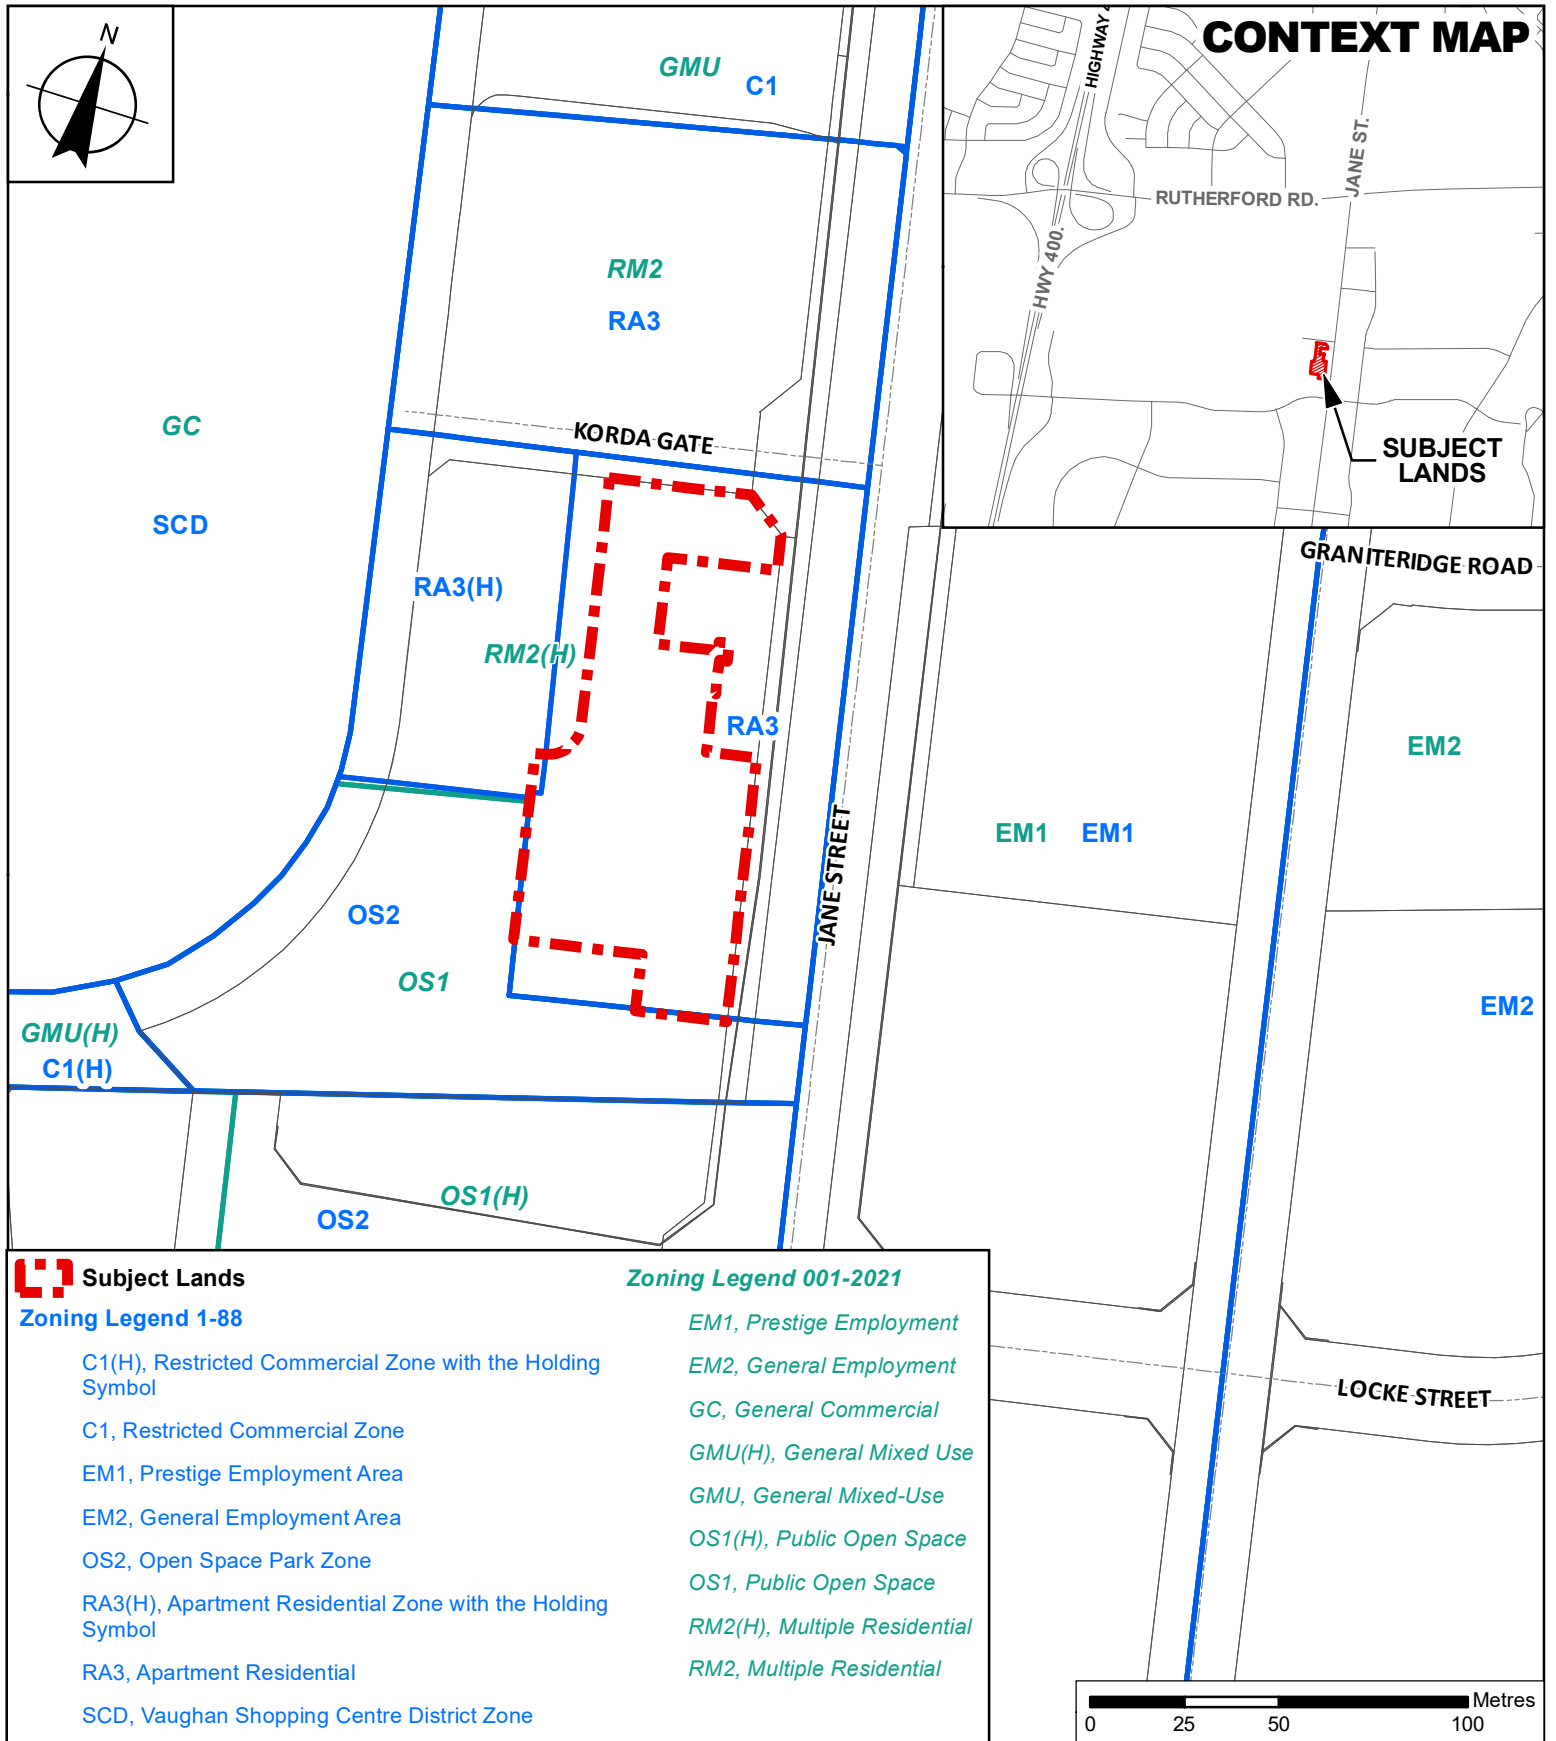 N
GMU
C1
CONTEXT MAP
HIGHWAY 4
JANE ST.
RUTHERFORD RD.
HWY 400.
SUBJECT
LANDS
RM2
RA3
GC
KORDA GATE
SCD
GRANITERIDGE ROAD
RA3(H)
RM2(H)
RA3
EM2
JANE STREET
EM1
EM1
OS2
OS1
EM2
GMU(H)
C1(H)
OS1(H)
OS2
LOCKE STREET
Subject Lands
Zoning Legend 1-88
C1(H), Restricted Commercial Zone with the Holding
Symbol
C1, Restricted Commercial Zone
EM1, Prestige Employment Area
EM2, General Employment Area
OS2, Open Space Park Zone
RA3(H), Apartment Residential Zone with the Holding
Symbol
RA3, Apartment Residential
SCD, Vaughan Shopping Centre District Zone
Zoning Legend 001-2021
EM1, Prestige Employment
EM2, General Employment
GC, General Commercial
GMU(H), General Mixed Use
GMU, General Mixed-Use
OS1(H), Public Open Space
OS1, Public Open Space
RM2(H), Multiple Residential
RM2, Multiple Residential
Metres
0 25 50 100